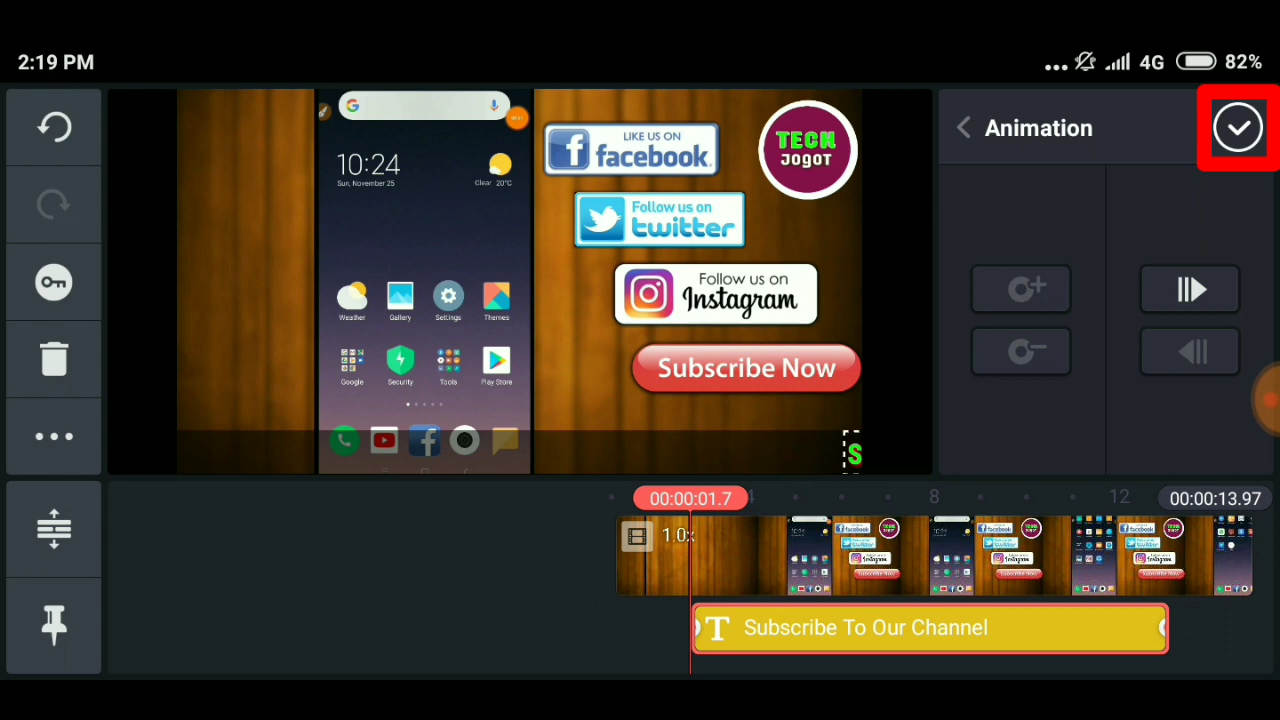 2:19 PM
4G 82%
Animation
10:24
Sun, November 25
Clear 20°C
Weather Gallery Settings Themes
Google Security Tools Play Store
LIKE US ON
facebook.
TECH
JOGOT
Follow us on
twitter
Follow us on
Instagram
Subscribe Now
S
00:00:01.7 4 8 12 00:00:13.97
1.0x
T Subscribe To Our Channel